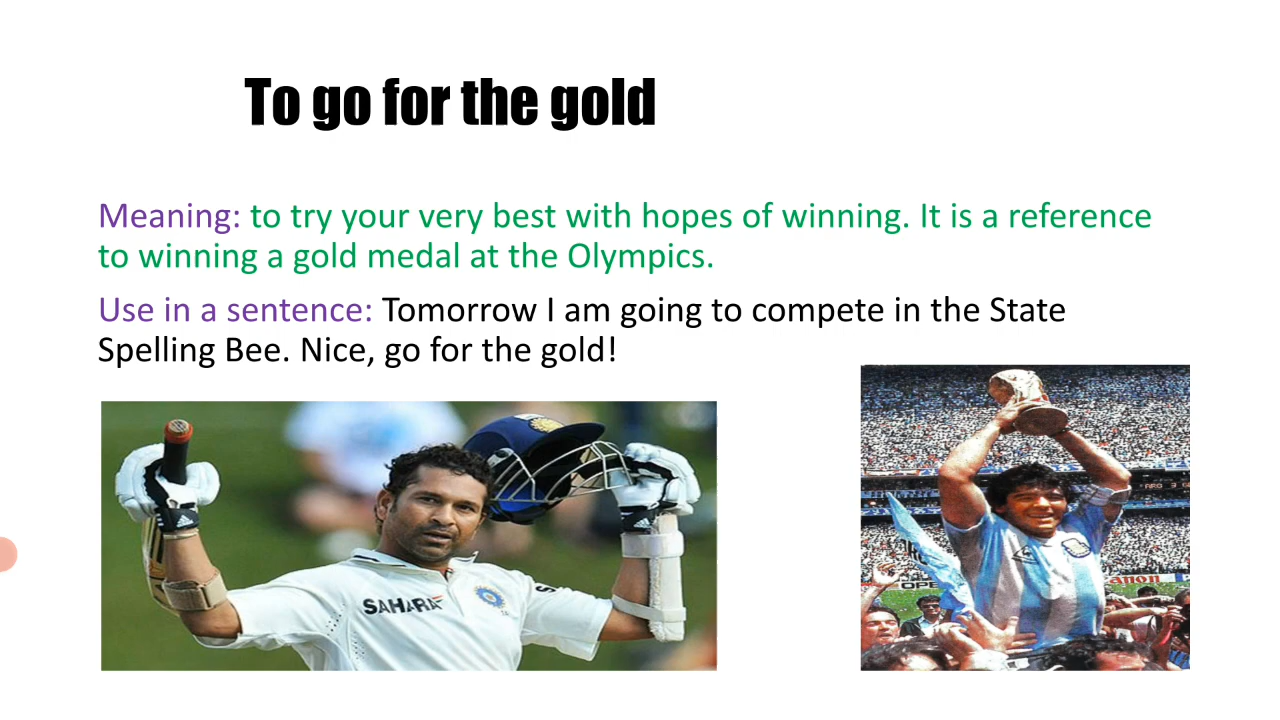 To go for the gold
Meaning: to try your very best with hopes of winning. It is a reference
to winning a gold medal at the Olympics.
Use in a sentence: Tomorrow I am going to compete in the State
Spelling Bee. Nice, go for the gold!
SAHARA